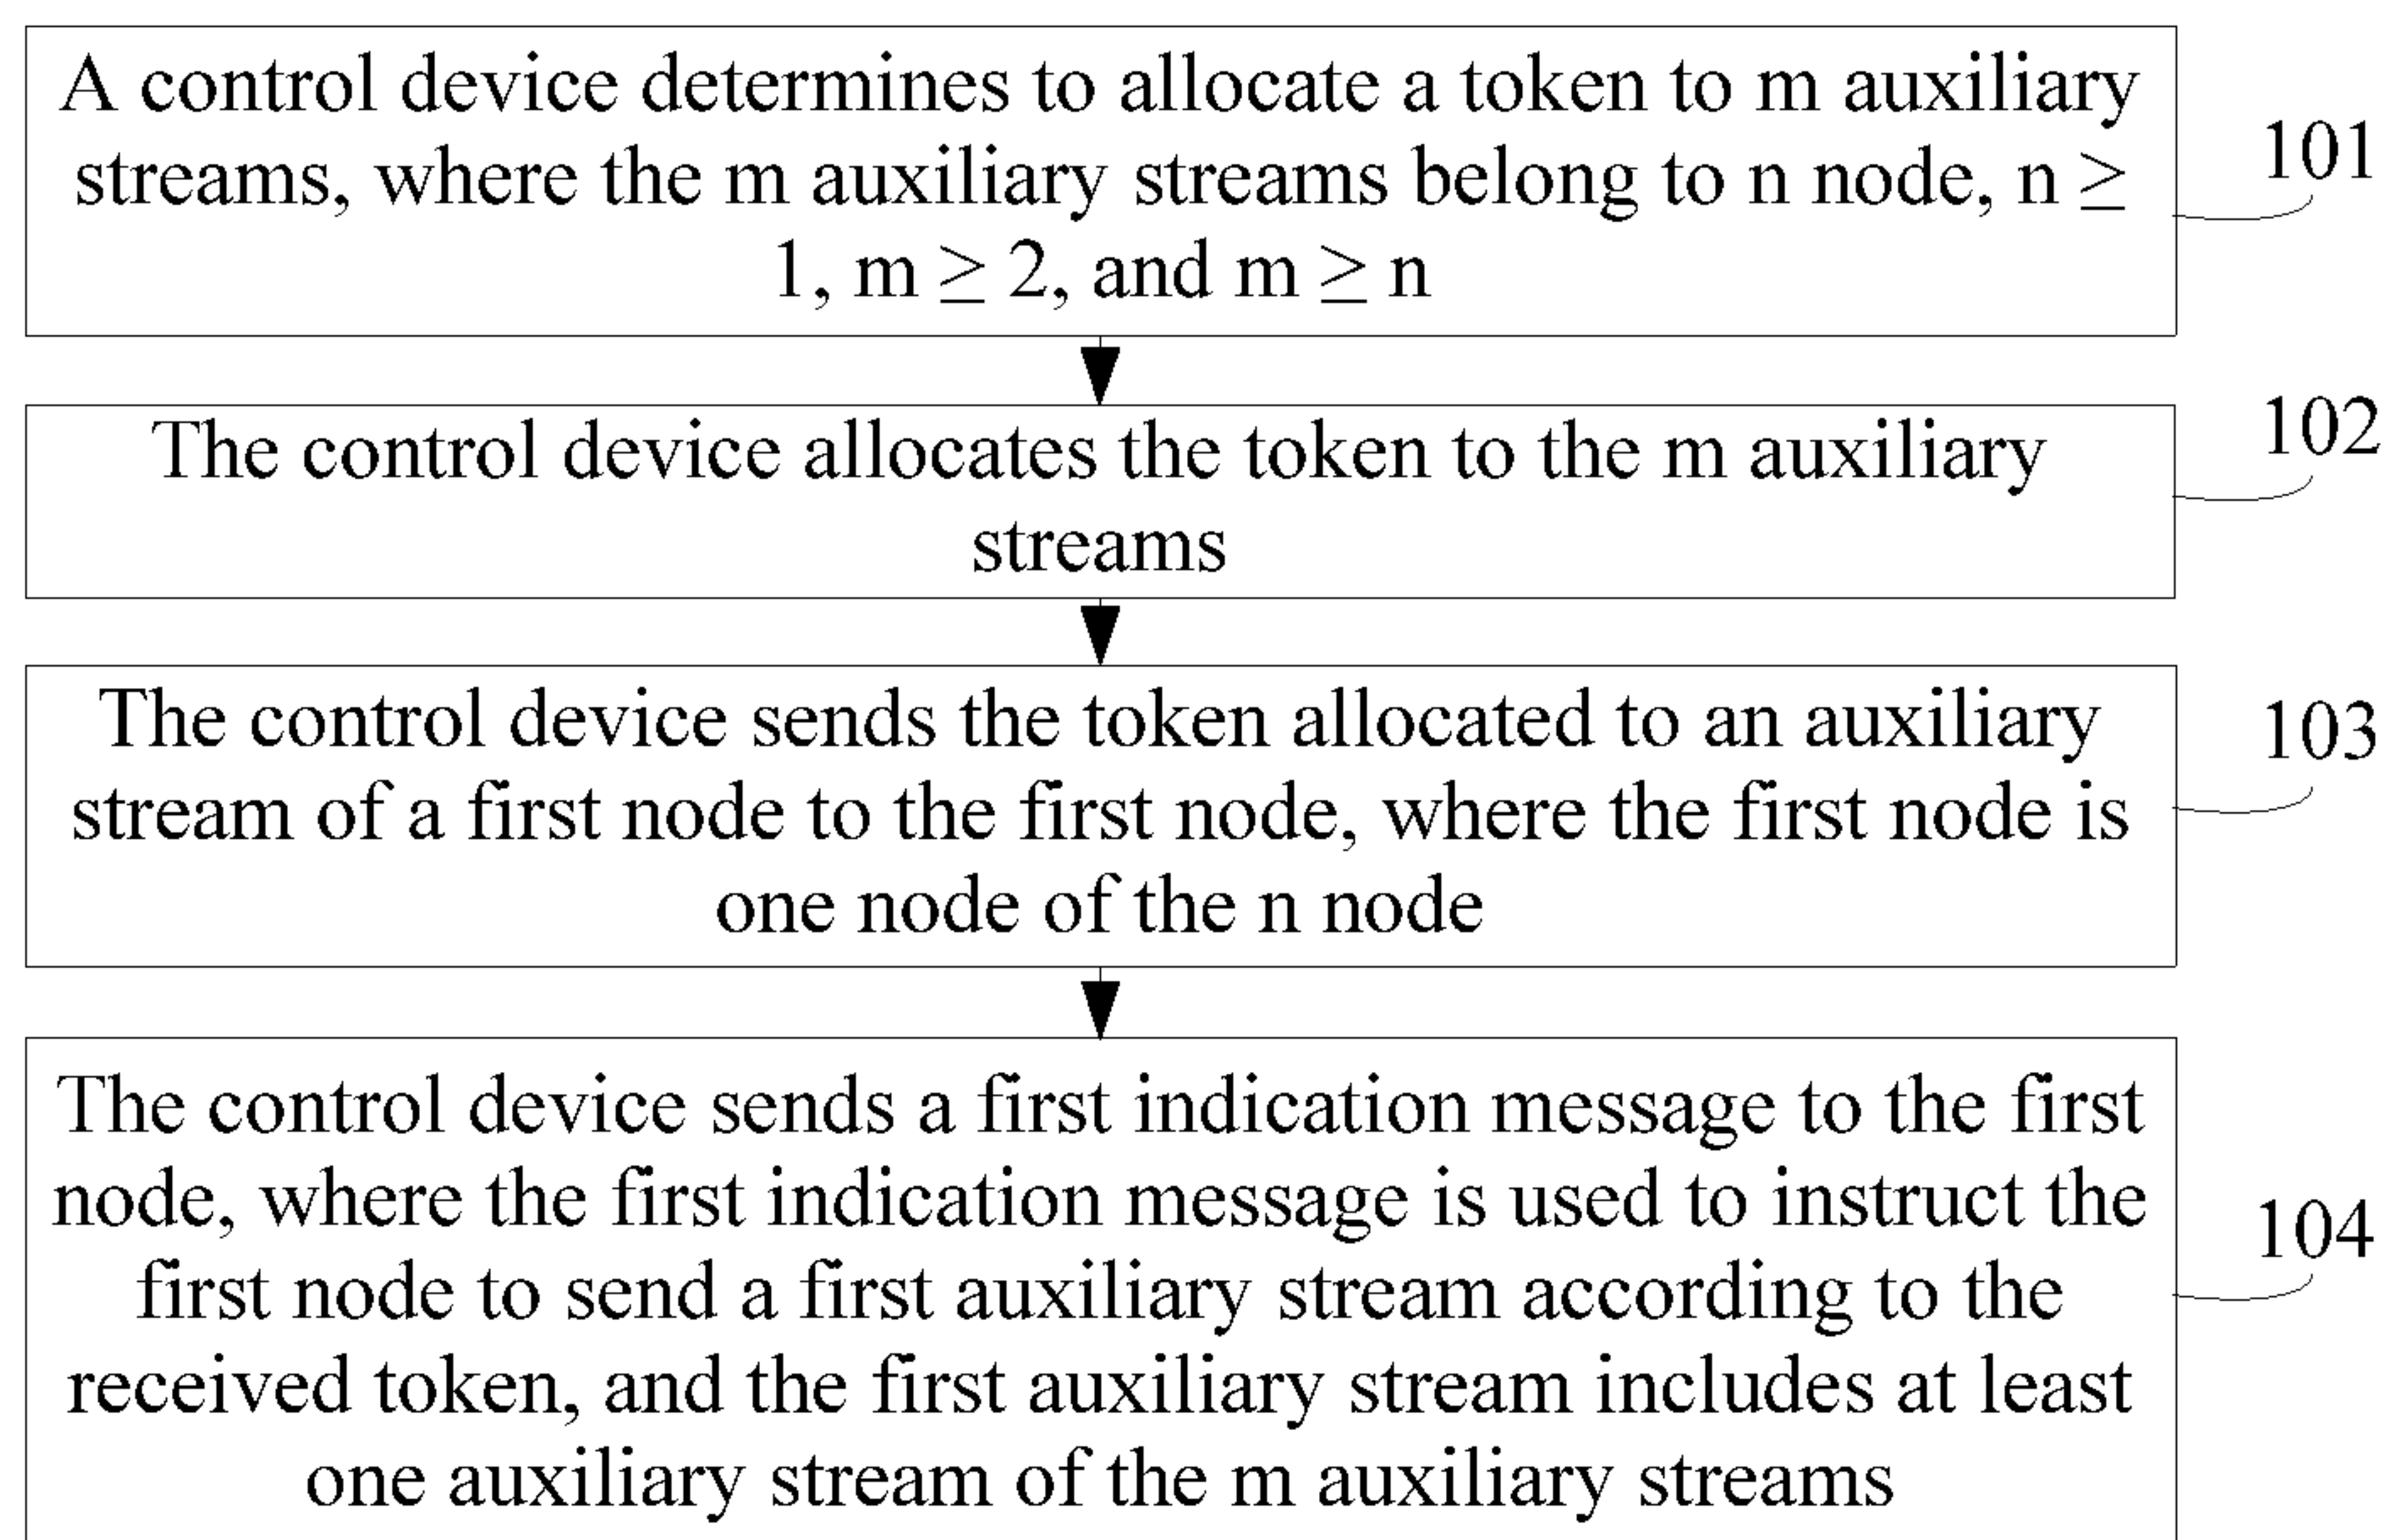 A control device determines to allocate a token to m auxiliary
streams, where the m auxiliary streams belong to n node, n ≥
1, m ≥ 2, and m ≥ n
101
The control device allocates the token to the m auxiliary
streams
102
The control device sends the token allocated to an auxiliary
stream of a first node to the first node, where the first node is
one node of the n node
103
The control device sends a first indication message to the first
node, where the first indication message is used to instruct the
first node to send a first auxiliary stream according to the
received token, and the first auxiliary stream includes at least
one auxiliary stream of the m auxiliary streams
104